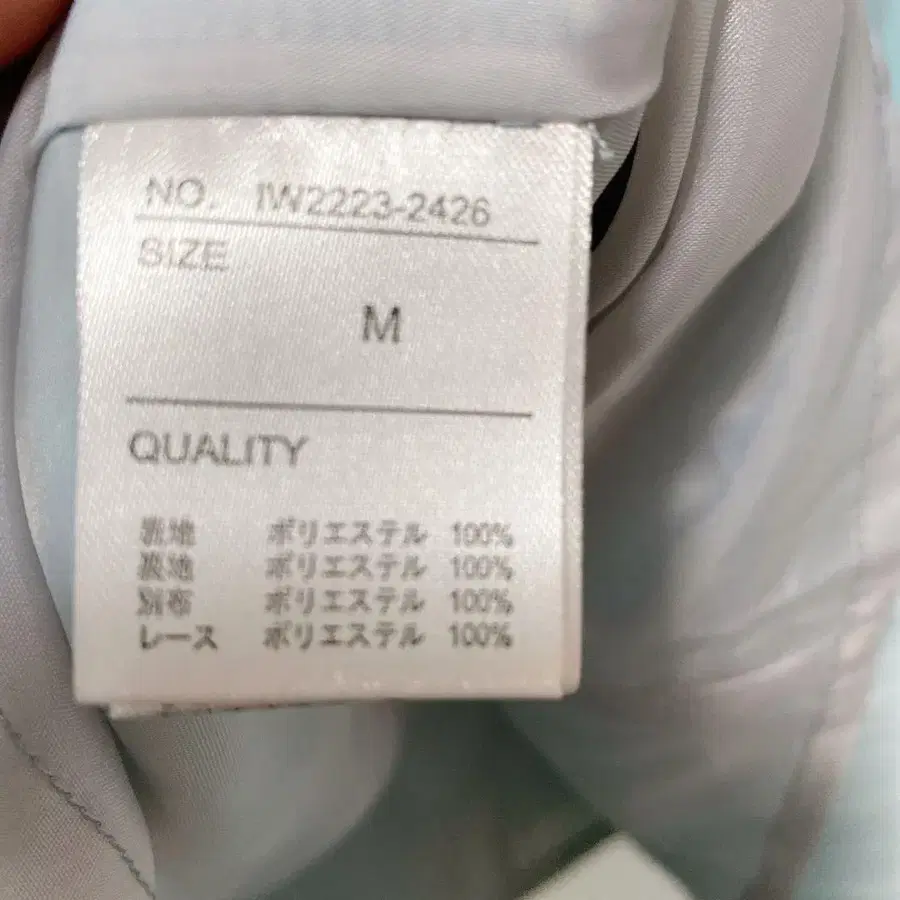 NO. IW2223-2426
SIZE
M
QUALITY
表地 ポリエステル 100%
裏地 ポリエステル 100%
別布 ポリエステル 100%
レース ポリエステル 100%